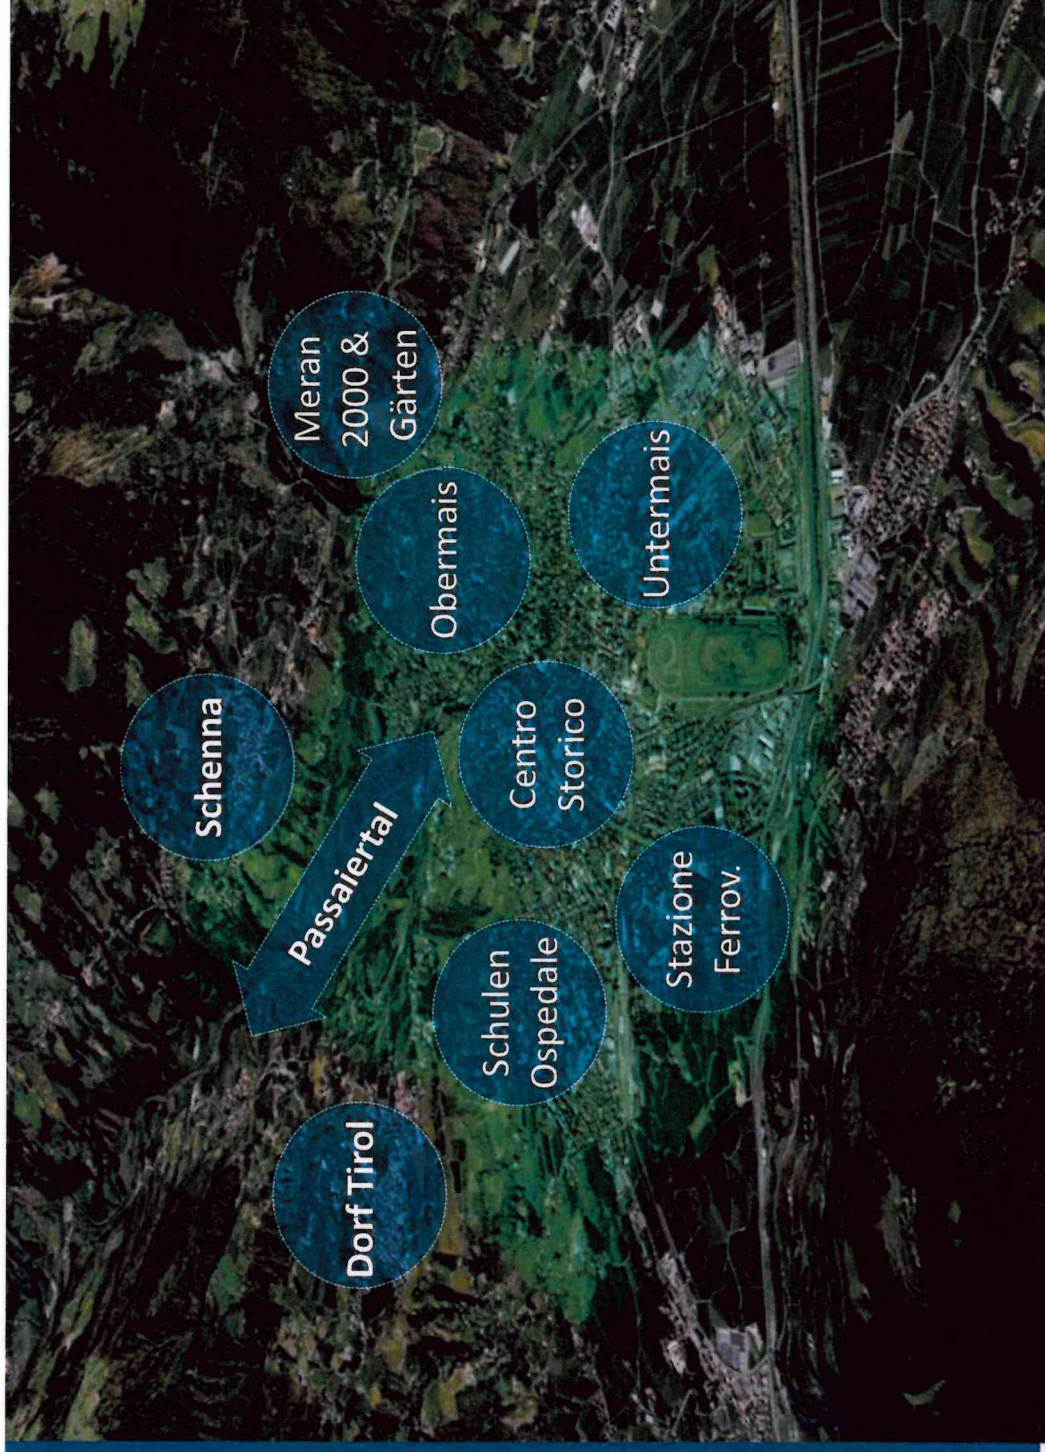 Dorf Tirol
Passaiertal
Schenna
Meran
2000 &
Gärten
Obermais
Schulen
Ospedale
Centro
Storico
Stazione
Ferrov.
Untermais